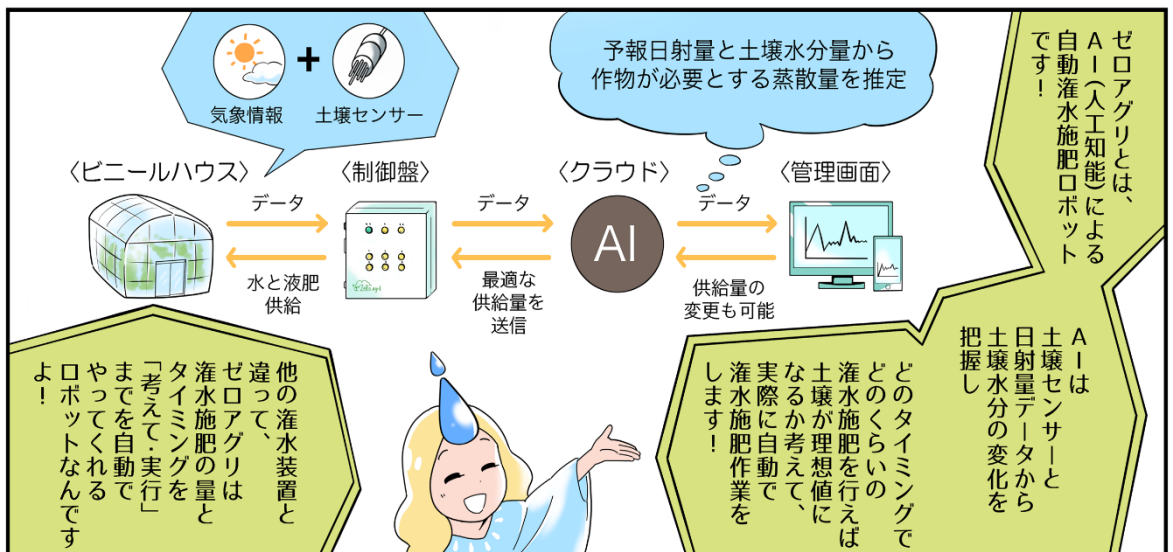 ゼロアグリとは、
AI(人工知能)による
自動潅水施肥ロボット
です！
気象情報
+
土壌センサー
予報日射量と土壌水分量から
作物が必要とする蒸散量を推定
〈ビニールハウス〉
〈制御盤〉
〈クラウド〉
〈管理画面〉
データ
データ
データ
AI
水と液肥
供給
最適な
供給量を
送信
供給量の
変更も可能
AIは
土壌センサーと
日射量データから
土壌水分の変化を
把握し
どのタイミングで
どのくらいの
潅水施肥を行えば
土壌が理想値に
なるか考えて、
実際に自動で
潅水施肥作業を
します！
他の潅水装置と
違って、
ゼロアグリは
潅水施肥の量と
タイミングを
「考えて・実行」
までを自動で
やってくれる
ロボットなんです
よ！